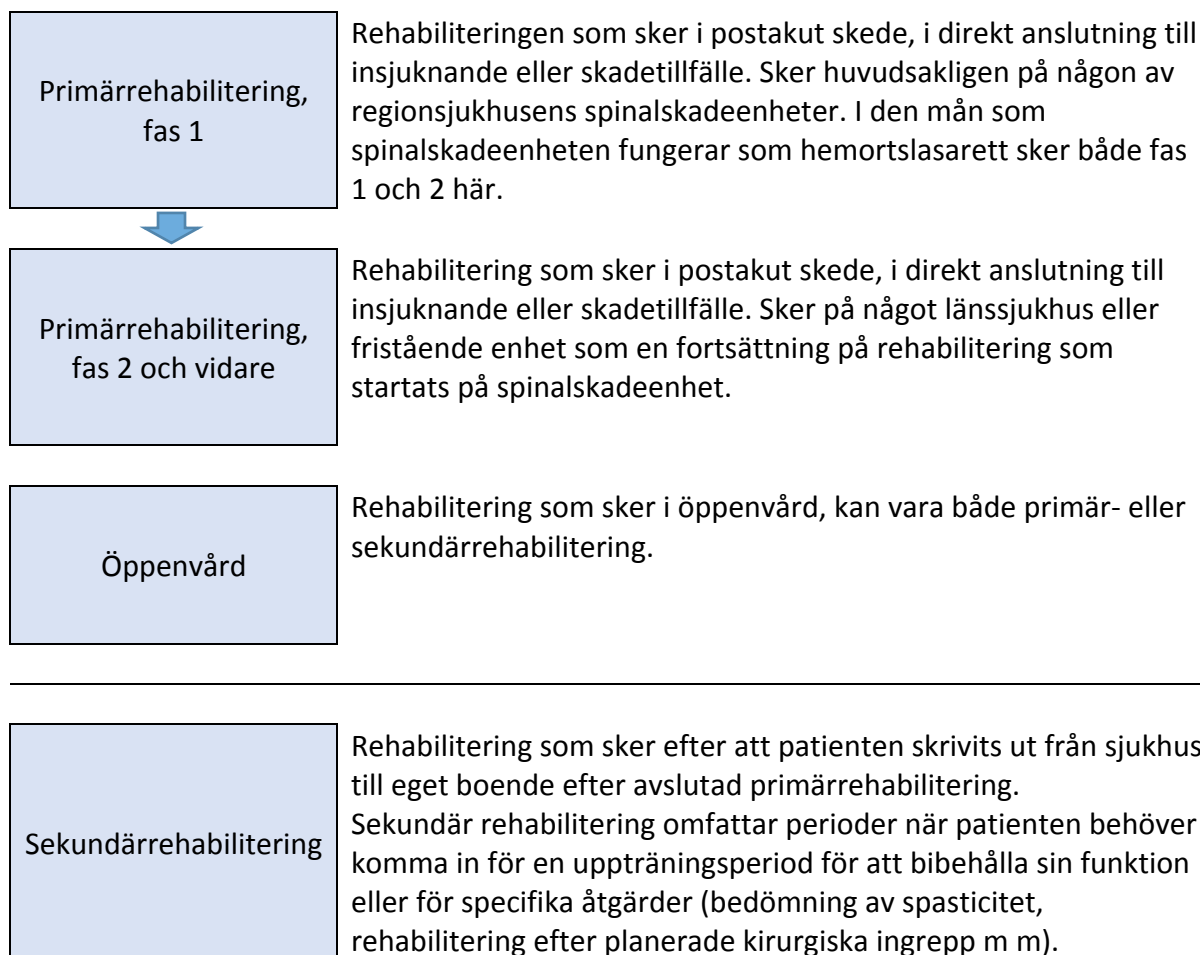 Primärrehabilitering,
fas 1
Rehabiliteringen som sker i postakut skede, i direkt anslutning till
insjuknande eller skadetillfälle. Sker huvudsakligen på någon av
regionsjukhusens spinalskadeenheter. I den mån som
spinalskadeenheten fungerar som hemortslasarett sker både fas
1 och 2 här.
Primärrehabilitering,
fas 2 och vidare
Rehabilitering som sker i postakut skede, i direkt anslutning till
insjuknande eller skadetillfälle. Sker på något länssjukhus eller
fristående enhet som en fortsättning på rehabilitering som
startats på spinalskadeenhet.
Öppenvård
Rehabilitering som sker i öppenvård, kan vara både primär- eller
sekundärrehabilitering.
Sekundärrehabilitering
Rehabilitering som sker efter att patienten skrivits ut från sjukhus
till eget boende efter avslutad primärrehabilitering.
Sekundär rehabilitering omfattar perioder när patienten behöver
komma in för en uppträningsperiod för att bibehålla sin funktion
eller för specifika åtgärder (bedömning av spasticitet,
rehabilitering efter planerade kirurgiska ingrepp m m).